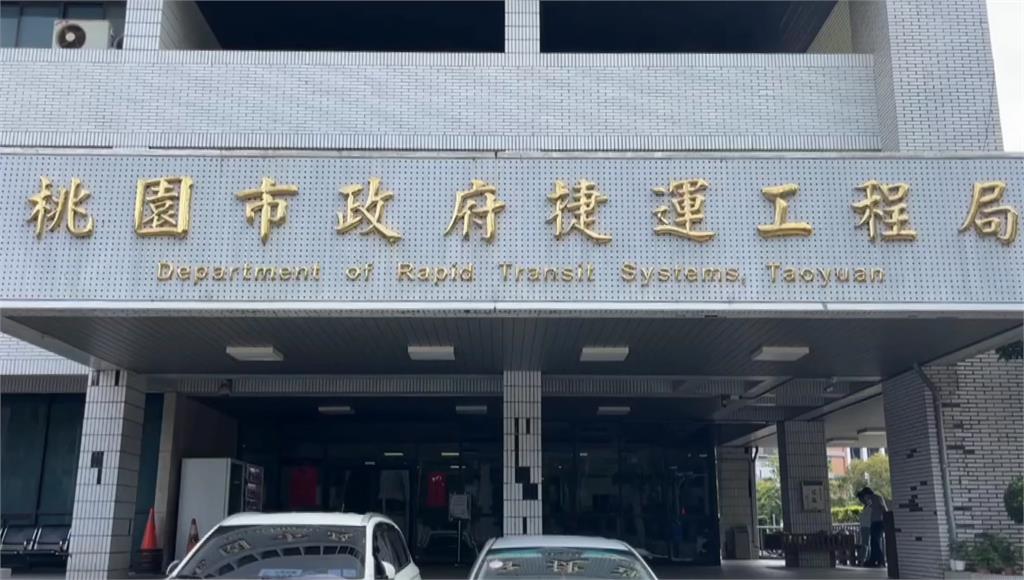 桃園市政府捷運工程局
Department of Rapid Transit Systems, Taoyuan